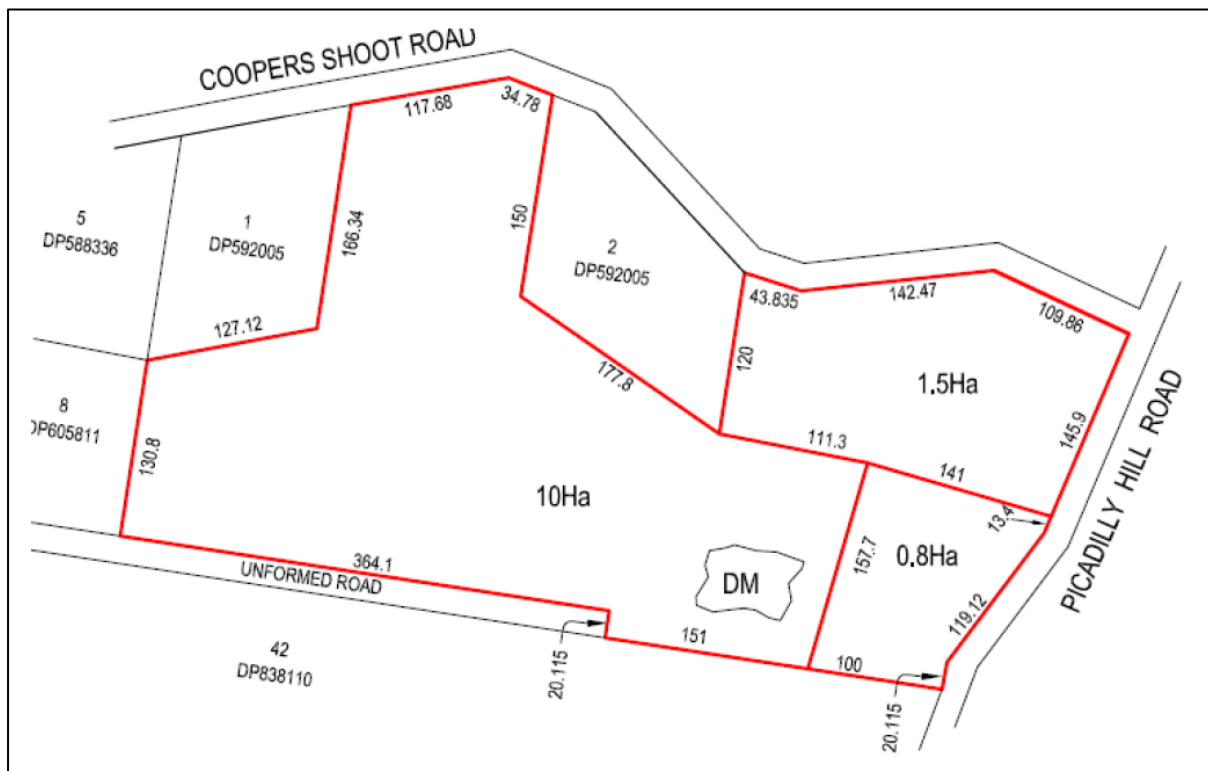 COOPERS SHOOT ROAD
117.68
34.78
5
DP588336
1
DP592005
166.34
150
2
DP592005
43.835
142.47
109.86
127.12
177.8
120
1.5Ha
145.9
PICADILLY HILL ROAD
8
DP605811
130.8
111.3
141
13.4
10Ha
157.7
0.8Ha
119.12
364.1
UNFORMED ROAD
DM
20.115
151
100
20.115
42
DP838110